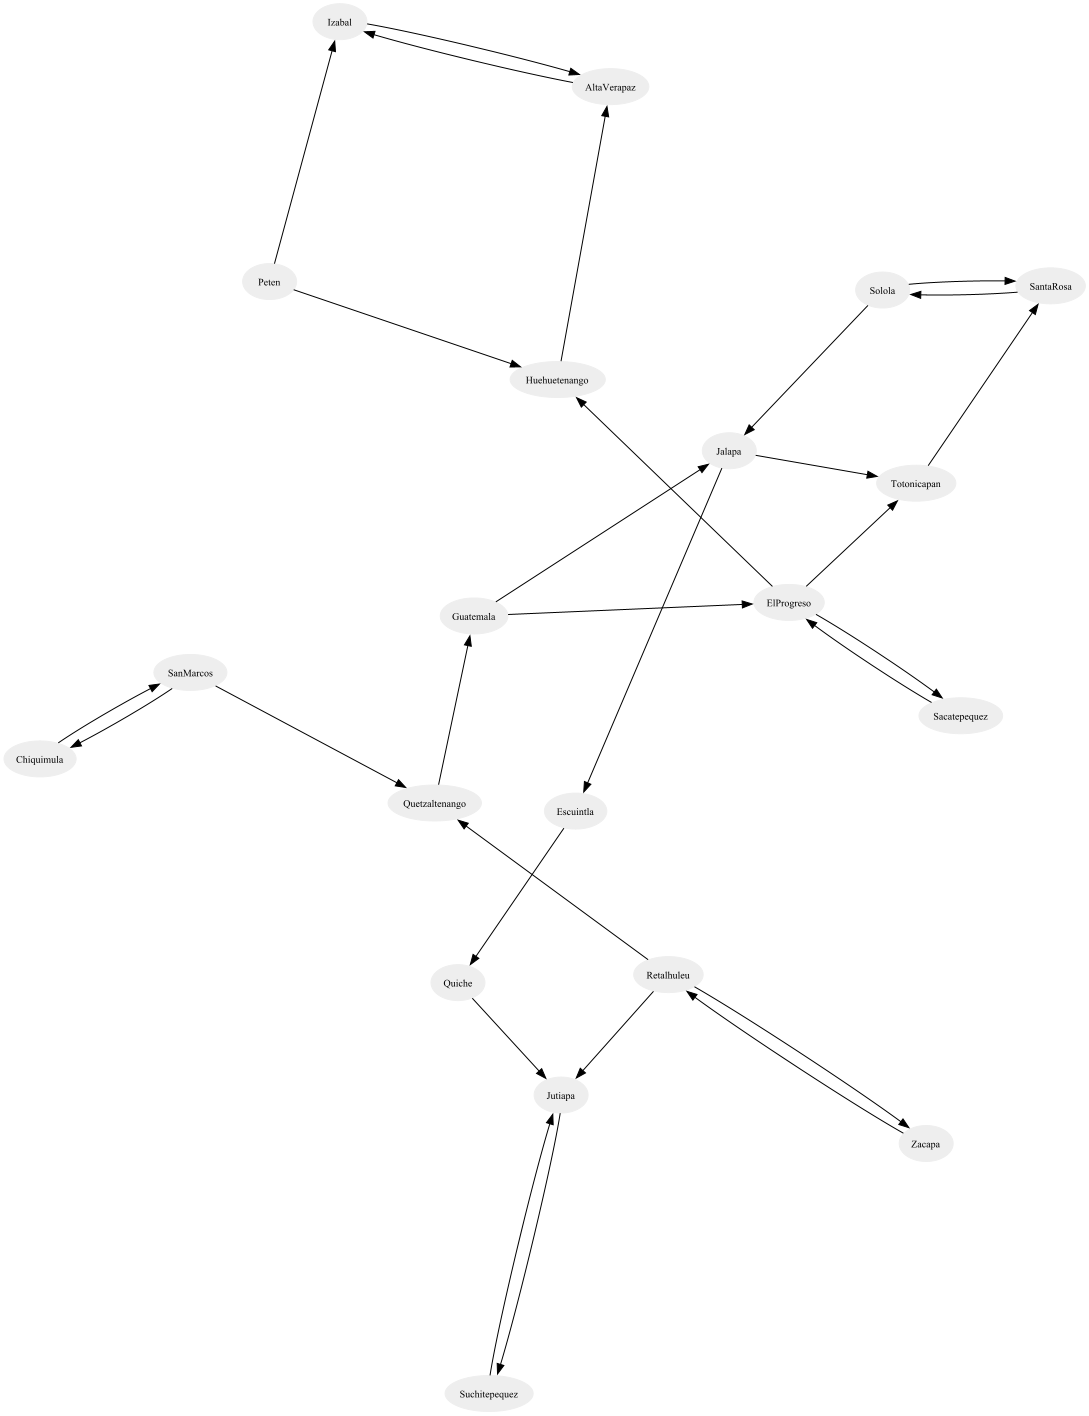 Izabal
AltaVerapaz
Peten
Solola
SantaRosa
Huehuetenango
Jalapa
Totonicapan
ElProgreso
Guatemala
SanMarcos
Sacatepequez
Chiquimula
Quetzaltenango
Escuintla
Retalhuleu
Quiche
Jutiapa
Zacapa
Suchitepequez